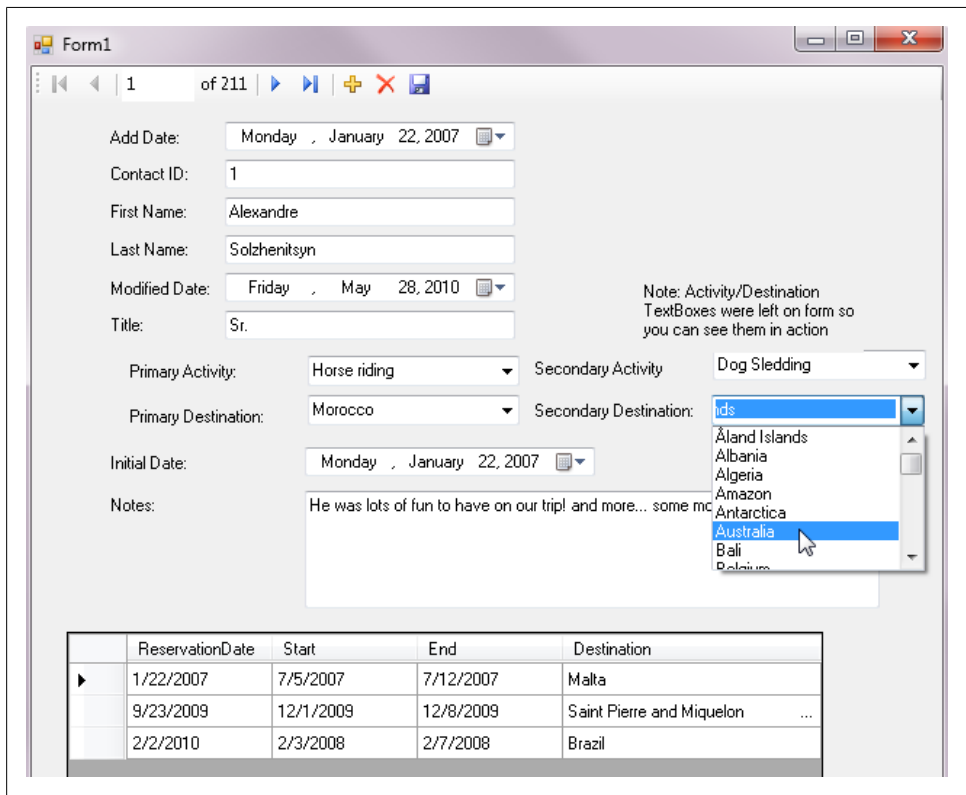 Form1
1 of 211
Add Date: Monday , January 22, 2007
Contact ID: 1
First Name: Alexandre
Last Name: Solzhenitsyn
Modified Date: Friday , May 28, 2010
Note: Activity/Destination
TextBoxes were left on form so
you can see them in action
Title: Sr.
Primary Activity: Horse riding Secondary Activity Dog Sledding
Primary Destination: Morocco Secondary Destination: nds
Åland Islands
Albania
Algeria
Amazon
Antarctica
Australia
Bali
Belgium
Initial Date: Monday , January 22, 2007
Notes: He was lots of fun to have on our trip! and more... some mo
ReservationDate Start End Destination
1/22/2007 7/5/2007 7/12/2007 Malta
9/23/2009 12/1/2009 12/8/2009 Saint Pierre and Miquelon ...
2/2/2010 2/3/2008 2/7/2008 Brazil